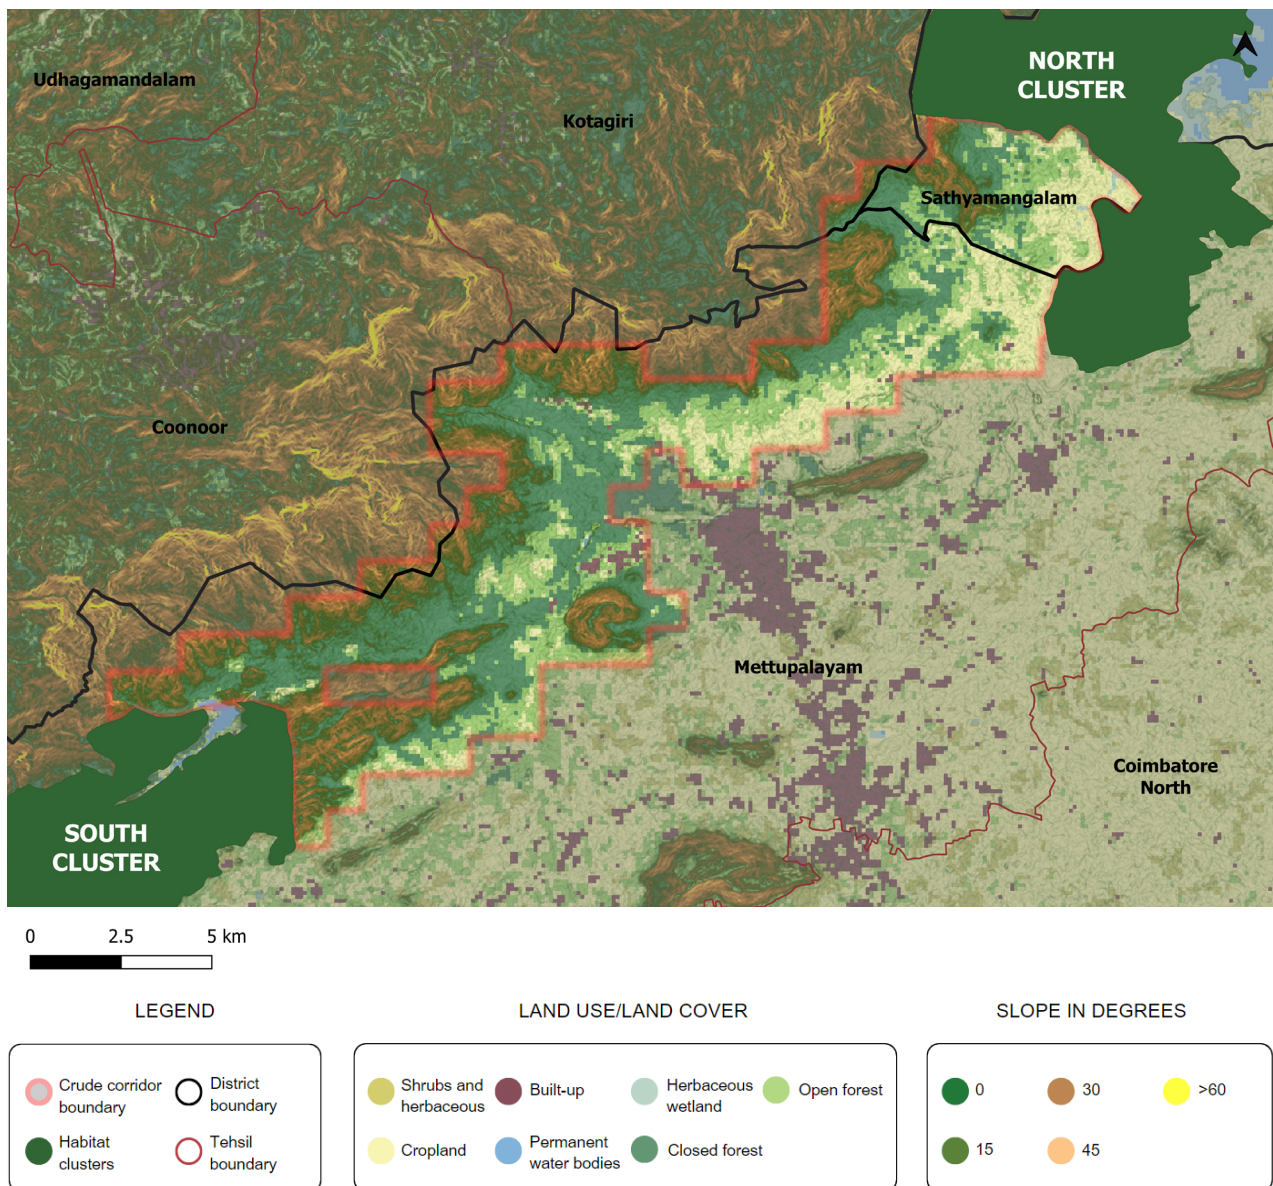 Udhagamandalam
Kotagiri
NORTH
CLUSTER
Sathyamangalam
Coonoor
Mettupalayam
Coimbatore
North
SOUTH
CLUSTER
0 2.5 5 km
LEGEND
Crude corridor
boundary
District
boundary
Habitat
clusters
Tehsil
boundary
LAND USE/LAND COVER
Shrubs and
herbaceous
Built-up
Herbaceous
wetland
Open forest
Cropland
Permanent
water bodies
Closed forest
SLOPE IN DEGREES
0
30
>60
15
45